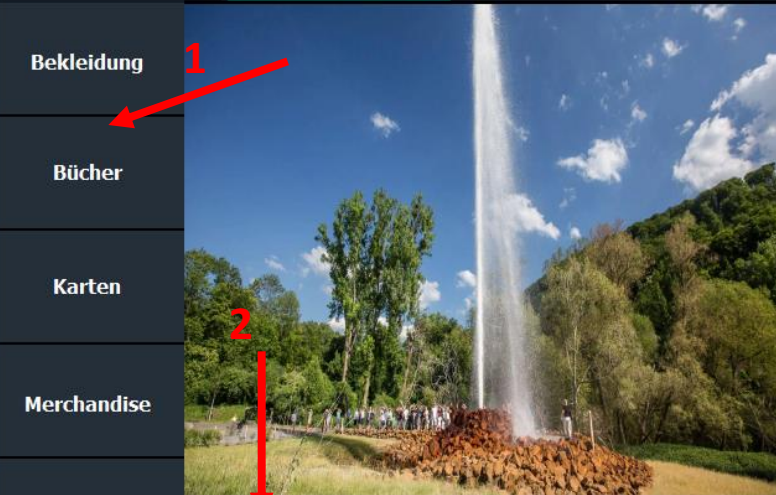 Bekleidung
1
Bücher
Karten
2
Merchandise